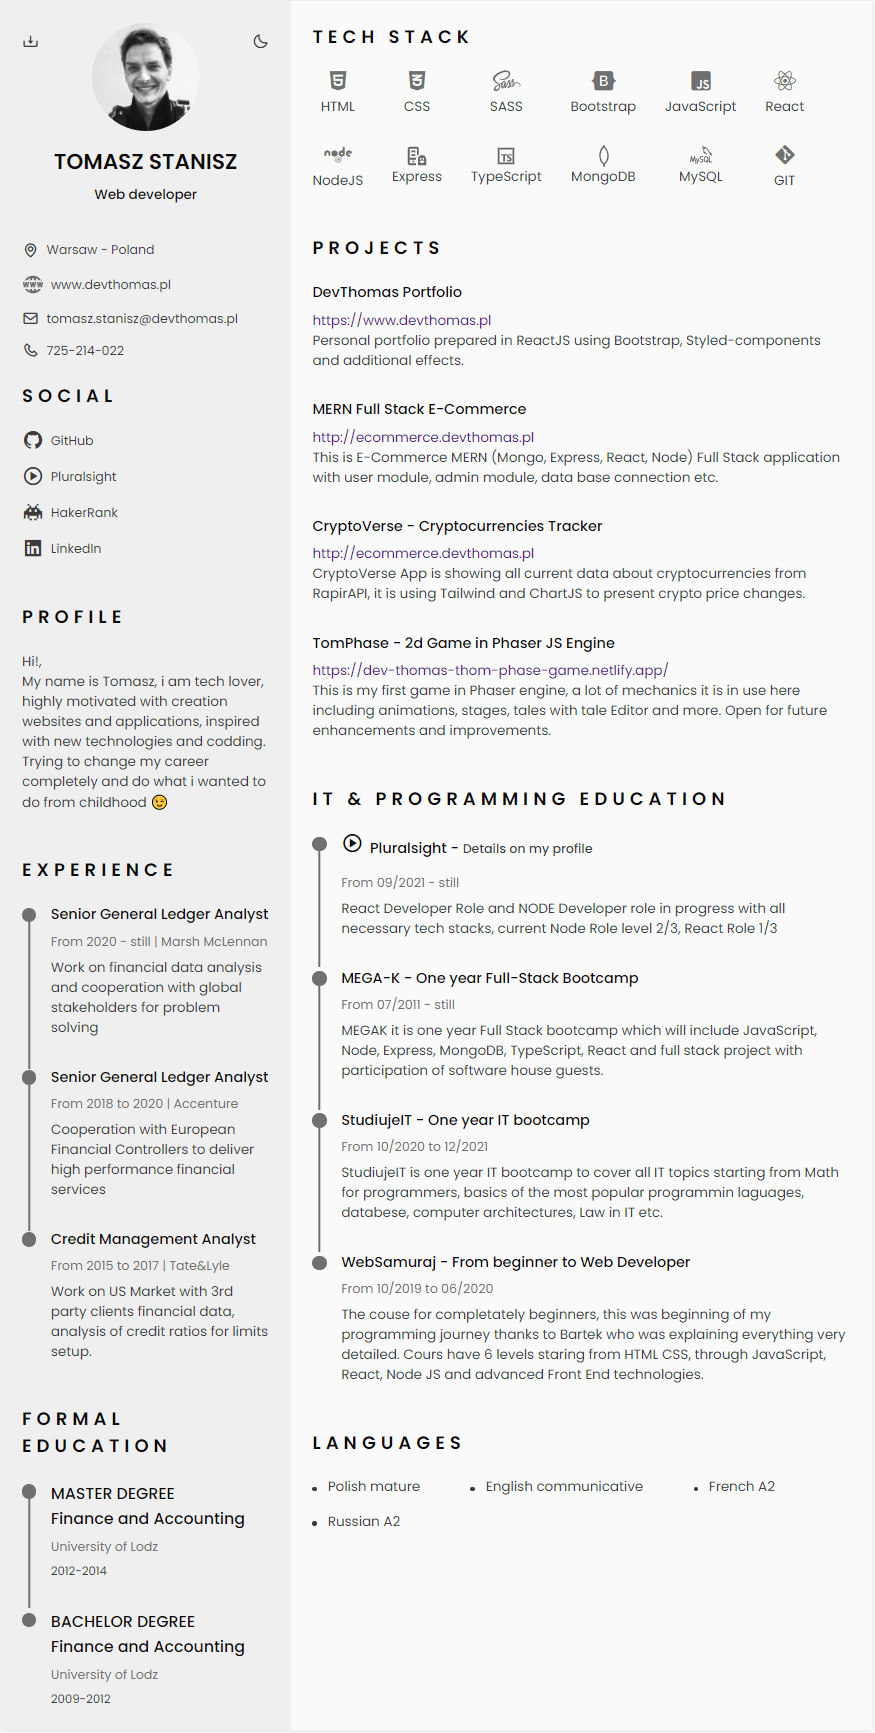 TOMASZ STANISZ
Web developer
Warsaw - Poland
www.devthomas.pl
tomasz.stanisz@devthomas.pl
725-214-022
SOCIAL
GitHub
Pluralsight
HakerRank
LinkedIn
PROFILE
Hi!,
My name is Tomasz, i am tech lover,
highly motivated with creation
websites and applications, inspired
with new technologies and codding.
Trying to change my career
completely and do what i wanted to
do from childhood 😉
EXPERIENCE
Senior General Ledger Analyst
From 2020 - still | Marsh McLennan
Work on financial data analysis
and cooperation with global
stakeholders for problem
solving
Senior General Ledger Analyst
From 2018 to 2020 | Accenture
Cooperation with European
Financial Controllers to deliver
high performance financial
services
Credit Management Analyst
From 2015 to 2017 | Tate&Lyle
Work on US Market with 3rd
party clients financial data,
analysis of credit ratios for limits
setup.
FORMAL
EDUCATION
MASTER DEGREE
Finance and Accounting
University of Lodz
2012-2014
BACHELOR DEGREE
Finance and Accounting
University of Lodz
2009-2012
TECH STACK
HTML CSS SASS Bootstrap JavaScript React
NodeJS Express TypeScript MongoDB MySQL GIT
PROJECTS
DevThomas Portfolio
https://www.devthomas.pl
Personal portfolio prepared in ReactJS using Bootstrap, Styled-components
and additional effects.
MERN Full Stack E-Commerce
http://ecommerce.devthomas.pl
This is E-Commerce MERN (Mongo, Express, React, Node) Full Stack application
with user module, admin module, data base connection etc.
CryptoVerse - Cryptocurrencies Tracker
http://ecommerce.devthomas.pl
CryptoVerse App is showing all current data about cryptocurrencies from
RapirAPI, it is using Tailwind and ChartJS to present crypto price changes.
TomPhase - 2d Game in Phaser JS Engine
https://dev-thomas-thom-phase-game.netlify.app/
This is my first game in Phaser engine, a lot of mechanics it is in use here
including animations, stages, tales with tale Editor and more. Open for future
enhancements and improvements.
IT & PROGRAMMING EDUCATION
Pluralsight - Details on my profile
From 09/2021 - still
React Developer Role and NODE Developer role in progress with all
necessary tech stacks, current Node Role level 2/3, React Role 1/3
MEGA-K - One year Full-Stack Bootcamp
From 07/2011 - still
MEGAK it is one year Full Stack bootcamp which will include JavaScript,
Node, Express, MongoDB, TypeScript, React and full stack project with
participation of software house guests.
StudiujeIT - One year IT bootcamp
From 10/2020 to 12/2021
StudiujeIT is one year IT bootcamp to cover all IT topics starting from Math
for programmers, basics of the most popular programmin laguages,
databese, computer architectures, Law in IT etc.
WebSamuraj - From beginner to Web Developer
From 10/2019 to 06/2020
The couse for completately beginners, this was beginning of my
programming journey thanks to Bartek who was explaining everything very
detailed. Cours have 6 levels staring from HTML CSS, through JavaScript,
React, Node JS and advanced Front End technologies.
LANGUAGES
Polish mature
English communicative
French A2
Russian A2